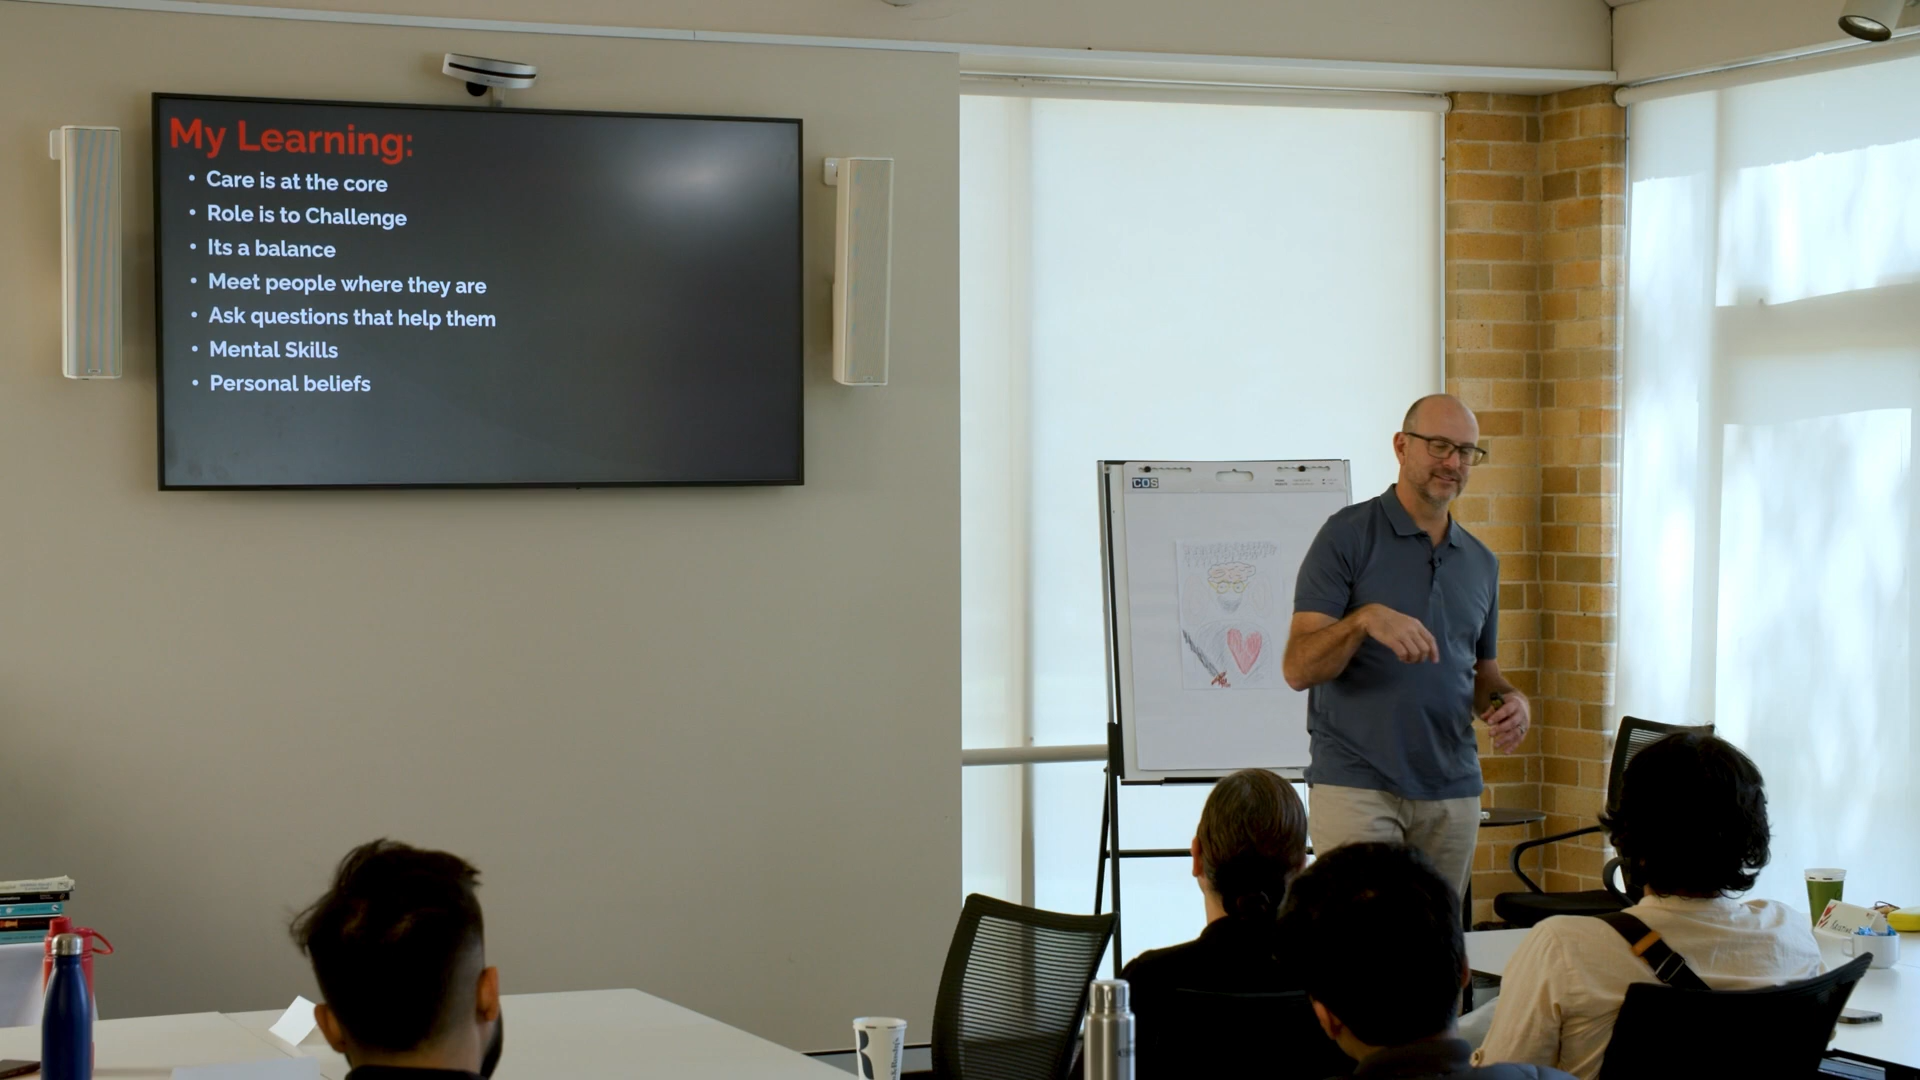 My Learning:
• Care is at the core
• Role is to Challenge
• Its a balance
• Meet people where they are
• Ask questions that help them
• Mental Skills
• Personal beliefs
COS